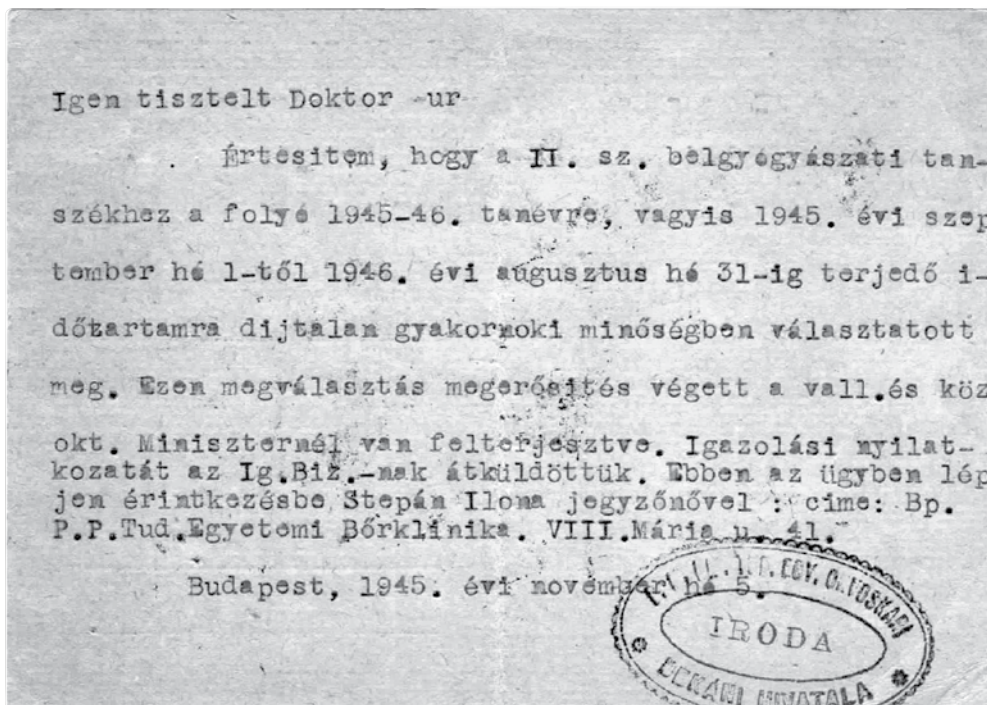 Igen tisztelt Doktor -ur
. Értesitem, hogy a II. sz. belgyógyászati tan-
székhez a folyó 1945-46. tanévre, vagyis 1945. évi szep
tember hó 1-től 1946. évi augusztus hó 31-ig terjedő i-
dőtartamra dijtalan gyakornoki minőségben választatott
meg. Ezen megválasztás megerősités végett a vall.és köz
okt. Miniszternél van felterjesztve. Igazolási nyilat-
kozatát az Ig.Biz.-nak átküldöttük. Ebben az ügyben lép
jen érintkezésbe Stepán Ilona jegyzőnővel : cime: Bp.
P.P.Tud.Egyetemi Bőrklinika. VIII.Mária u. 41.
Budapest, 1945. évi november hó 5.
EGY. ORVOSKARI
IRODA
DÉKÁNI HIVATALA